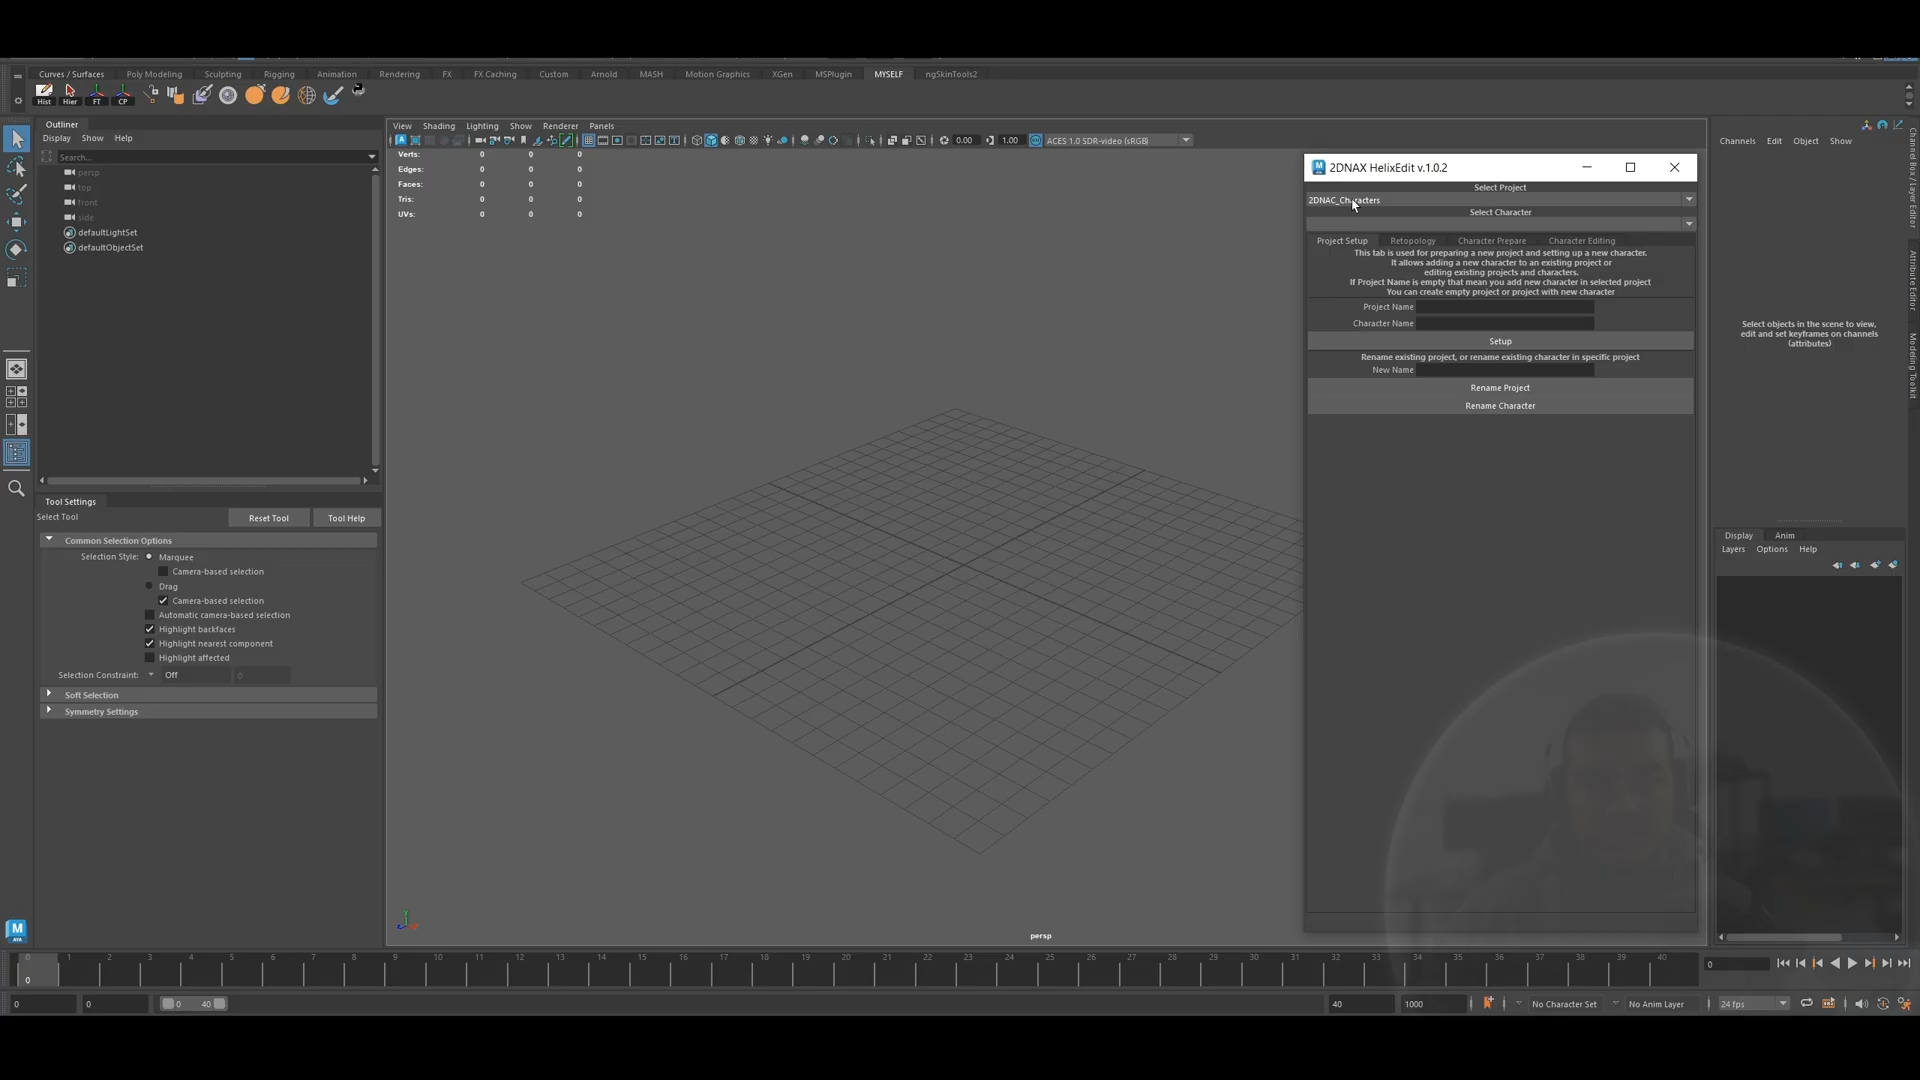 Curves / Surfaces Poly Modeling Sculpting Rigging Animation Rendering FX FX Caching Custom Arnold MASH Motion Graphics XGen MSPlugin MYSELF ngSkinTools2
Hist Hier FT CP
Outliner
Display Show Help
Search...
persp
top
front
side
defaultLightSet
defaultObjectSet
View Shading Lighting Show Renderer Panels
0.00 1.00 ACES 1.0 SDR-video (sRGB)
Verts: 0 0 0
Edges: 0 0 0
Faces: 0 0 0
Tris: 0 0 0
UVs: 0 0 0
persp
2DNAX HelixEdit v.1.0.2
Select Project
2DNAC_Characters
Select Character
Project Setup Retopology Character Prepare Character Editing
This tab is used for preparing a new project and setting up a new character.
It allows adding a new character to an existing project or
editing existing projects and characters.
If Project Name is empty that mean you add new character in selected project
You can create empty project or project with new character
Project Name
Character Name
Setup
Rename existing project, or rename existing character in specific project
New Name
Rename Project
Rename Character
Channels Edit Object Show
Select objects in the scene to view,
edit and set keyframes on channels
(attributes)
Channel Box / Layer Editor
Attribute Editor
Modeling Toolkit
Display Anim
Layers Options Help
Tool Settings
Select Tool Reset Tool Tool Help
Common Selection Options
Selection Style: Marquee
Camera-based selection
Drag
Camera-based selection
Automatic camera-based selection
Highlight backfaces
Highlight nearest component
Highlight affected
Selection Constraint: Off 0
Soft Selection
Symmetry Settings
M
AYA
0 1 2 3 4 5 6 7 8 9 10 11 12 13 14 15 16 17 18 19 20 21 22 23 24 25 26 27 28 29 30 31 32 33 34 35 36 37 38 39 40
0 0
0 0 0 40 40 1000 No Character Set No Anim Layer 24 fps